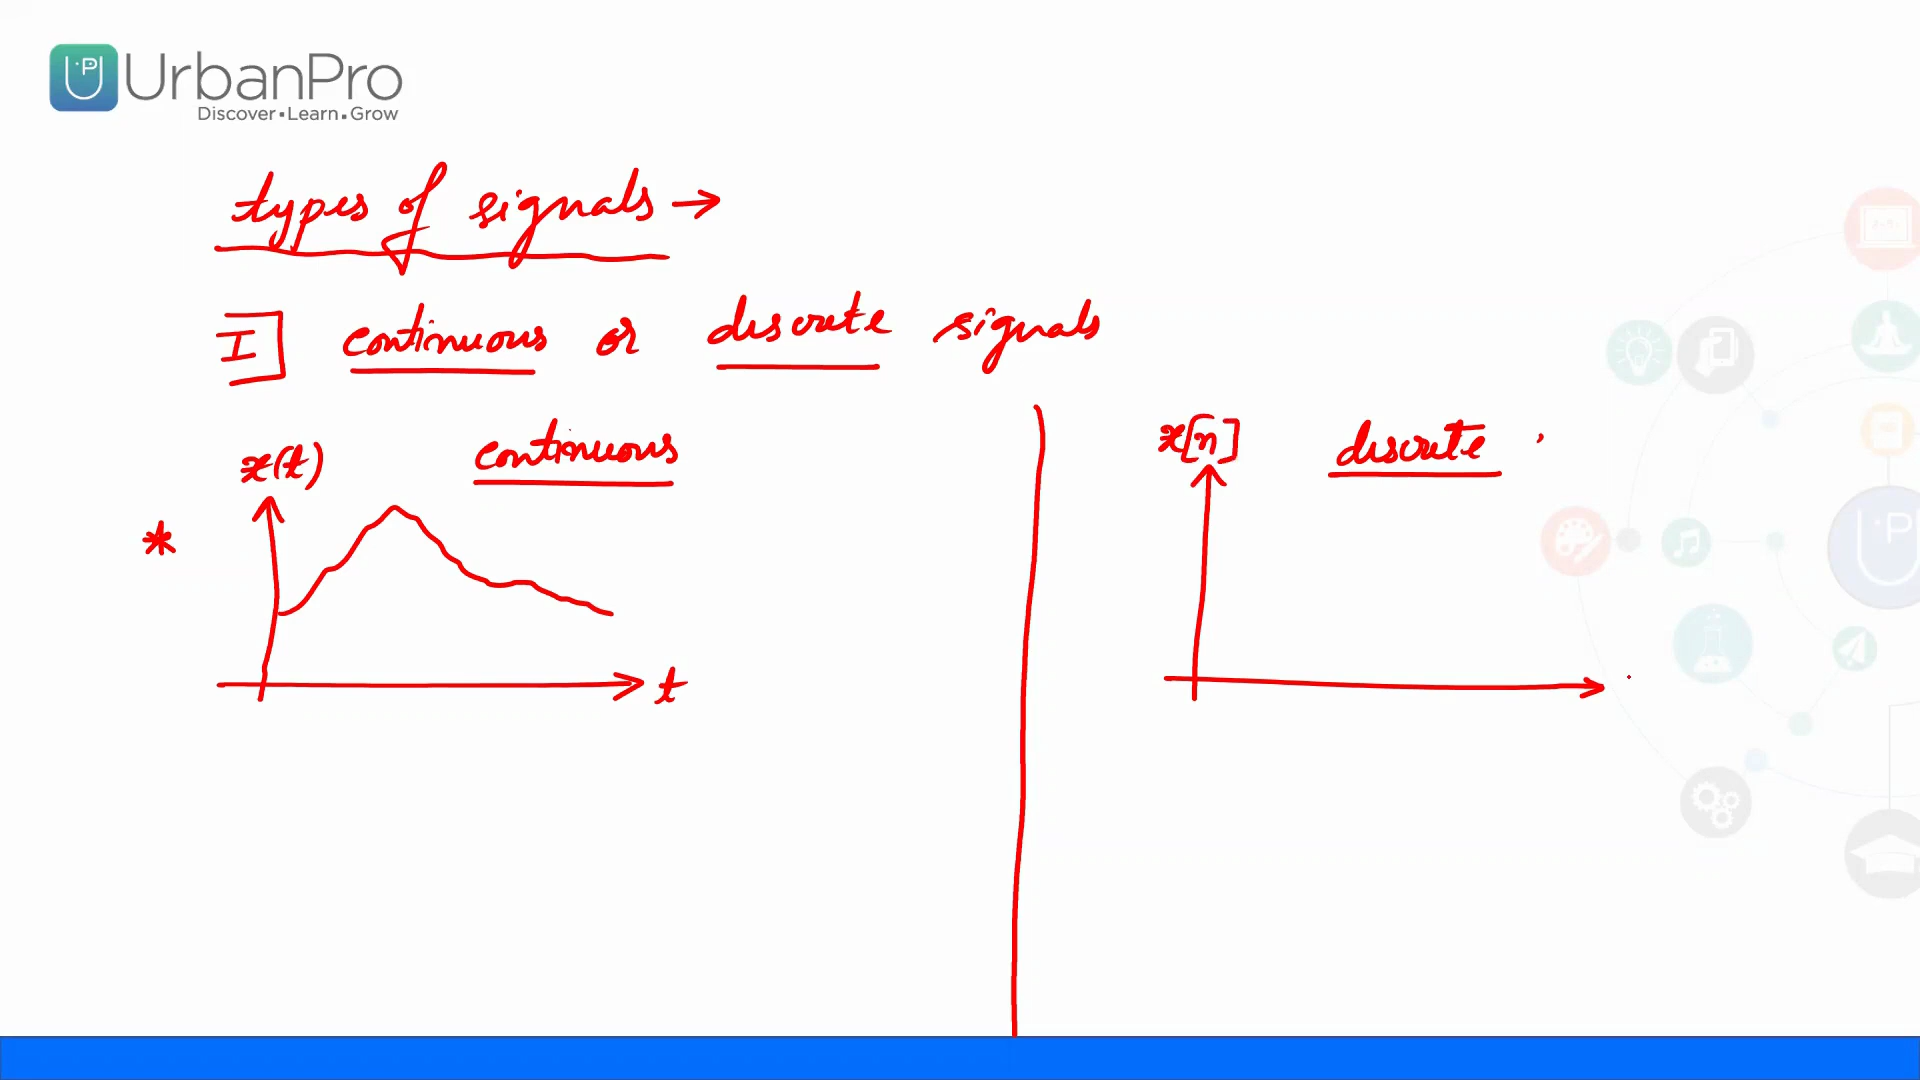 UrbanPro
Discover▪Learn▪Grow
types of signals →
I] continuous or discrete signals
x(t) continuous
*
t
x[n] discrete